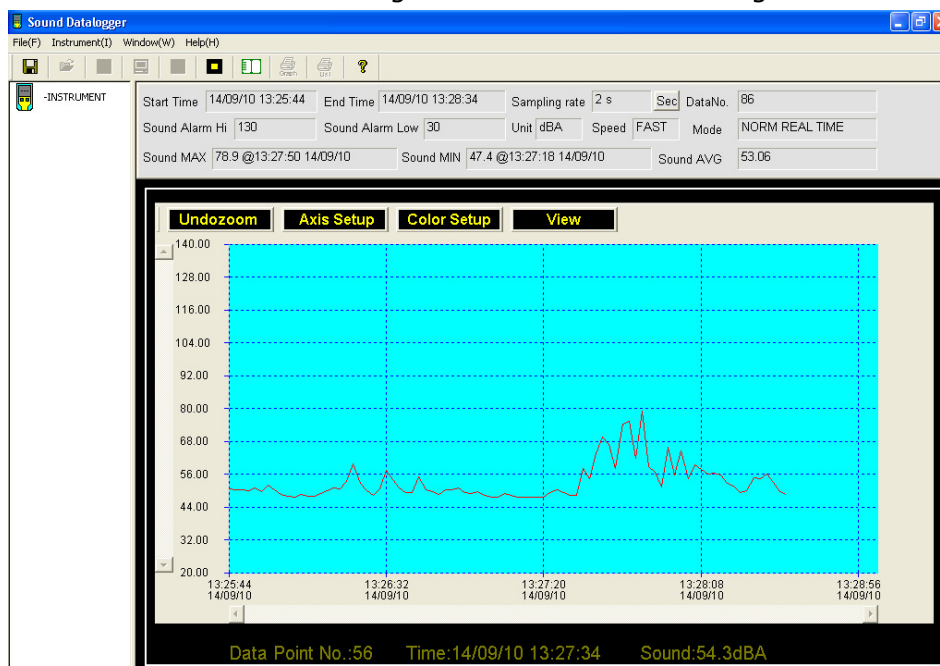 Sound Datalogger
File(F) Instrument(I) Window(W) Help(H)
Graph List
-INSTRUMENT
Start Time 14/09/10 13:25:44 End Time 14/09/10 13:28:34 Sampling rate 2 s Sec DataNo. 86
Sound Alarm Hi 130 Sound Alarm Low 30 Unit dBA Speed FAST Mode NORM REAL TIME
Sound MAX 78.9 @13:27:50 14/09/10 Sound MIN 47.4 @13:27:18 14/09/10 Sound AVG 53.06
Undozoom Axis Setup Color Setup View
140.00
128.00
116.00
104.00
92.00
80.00
68.00
56.00
44.00
32.00
20.00
13:25:44 13:26:32 13:27:20 13:28:08 13:28:56
14/09/10 14/09/10 14/09/10 14/09/10 14/09/10
Data Point No.:56 Time:14/09/10 13:27:34 Sound:54.3dBA